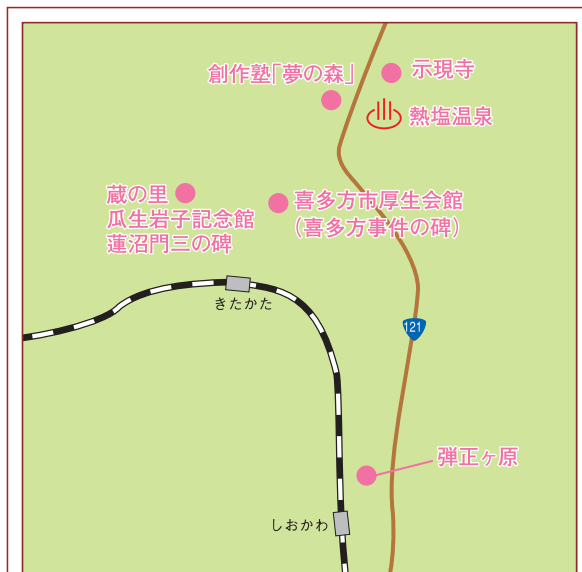 創作塾「夢の森」
示現寺
熱塩温泉
蔵の里
瓜生岩子記念館
蓮沼門三の碑
喜多方市厚生会館
(喜多方事件の碑)
きたかた
121
弾正ヶ原
しおかわ